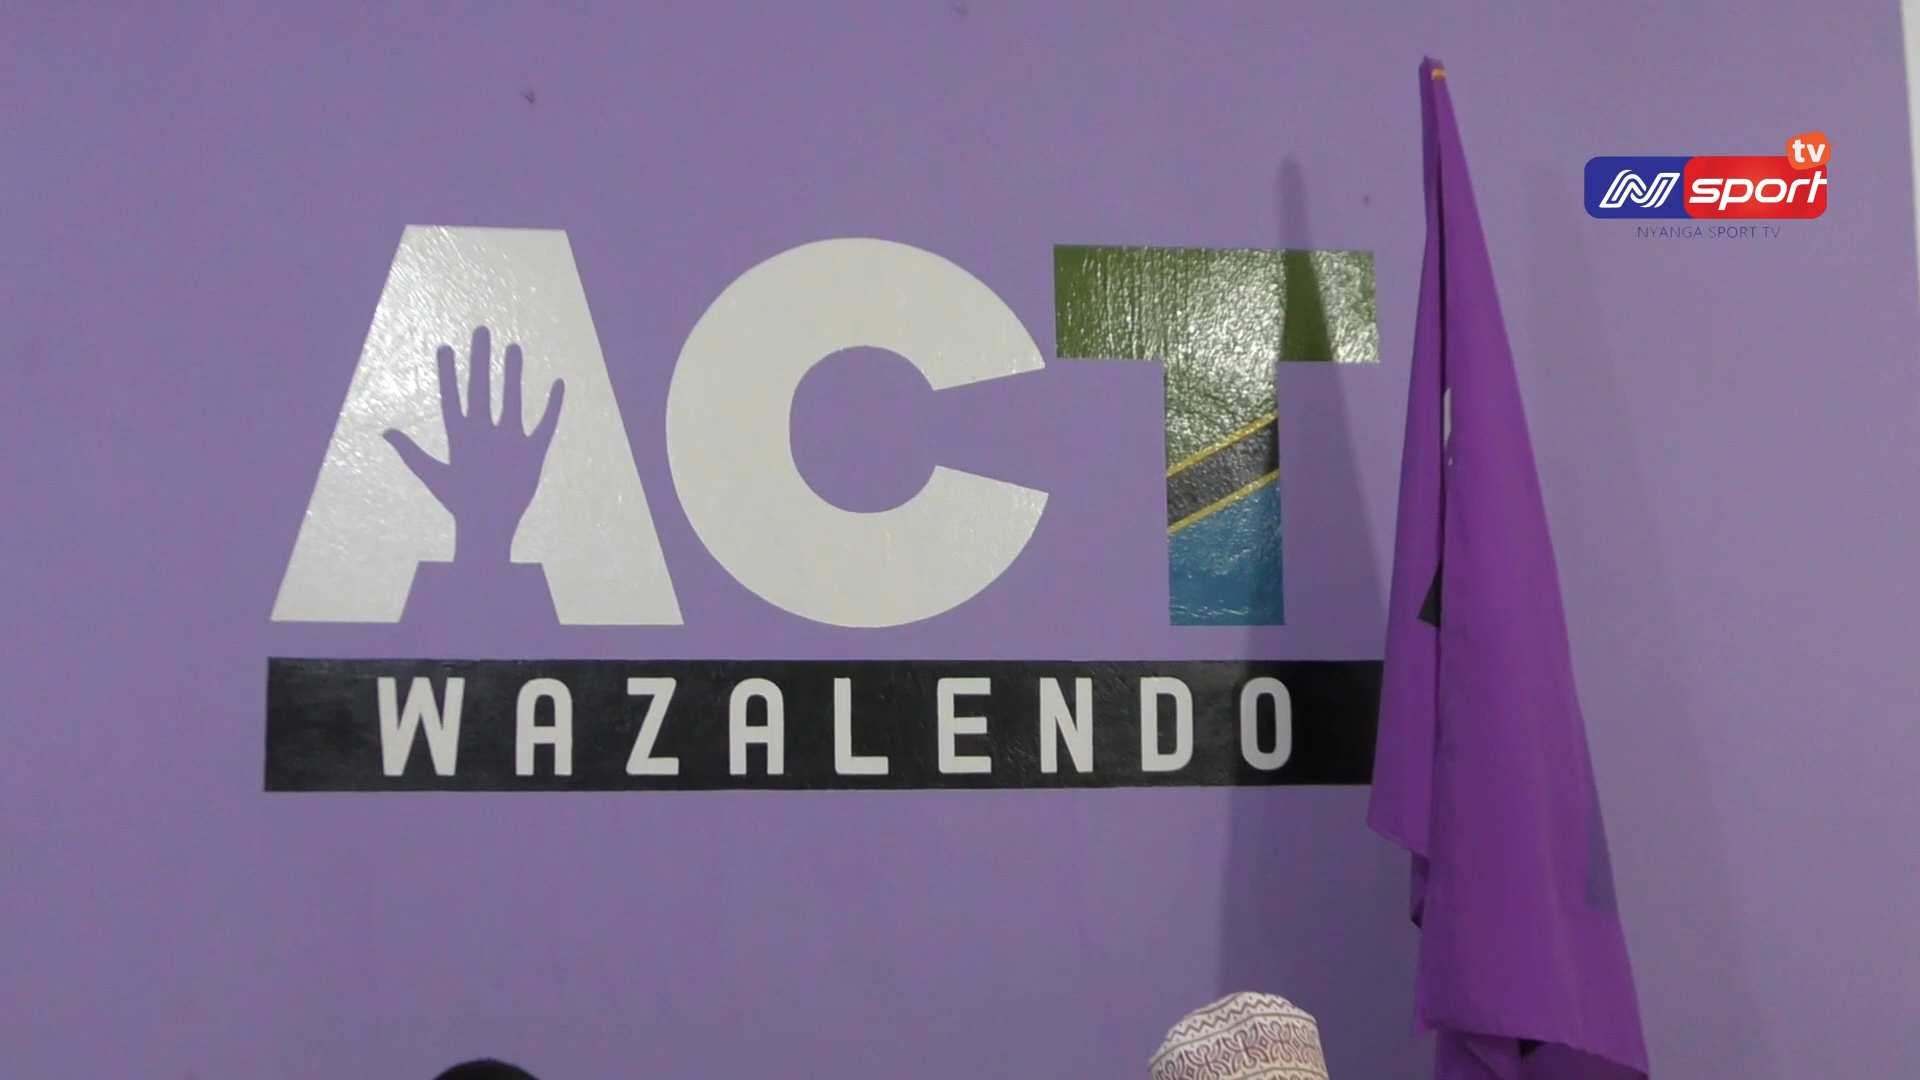 ACT
WAZALENDO
tv
N sport
NYANGA SPORT TV